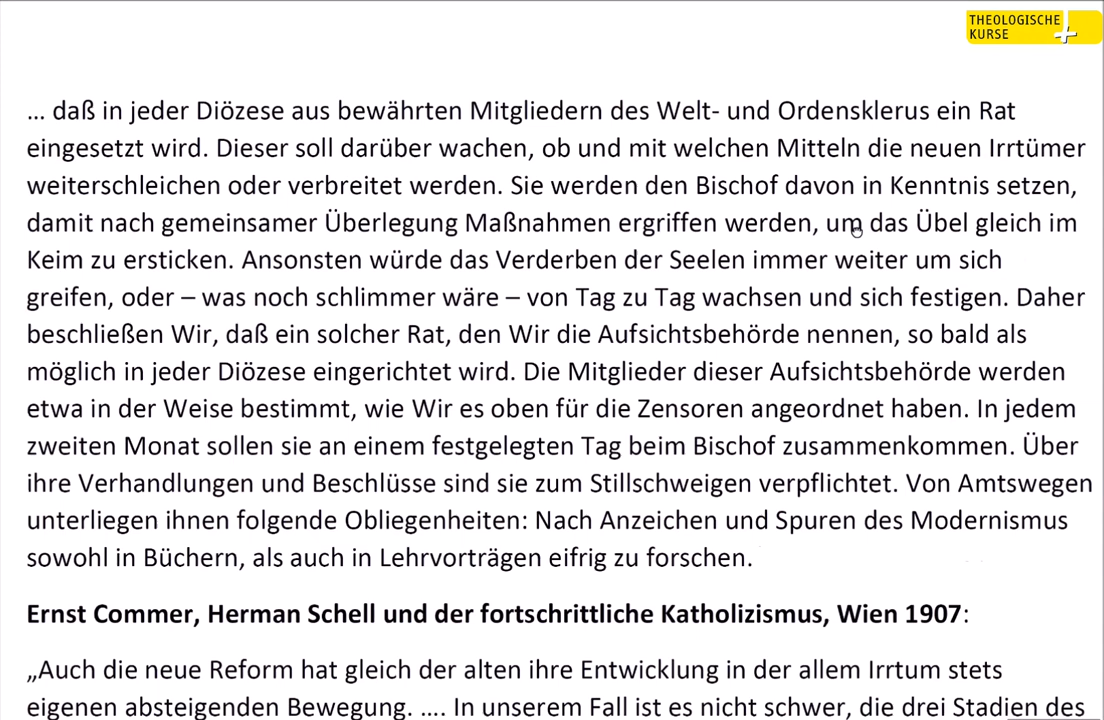 THEOLOGISCHE
KURSE
... daß in jeder Diözese aus bewährten Mitgliedern des Welt- und Ordensklerus ein Rat
eingesetzt wird. Dieser soll darüber wachen, ob und mit welchen Mitteln die neuen Irrtümer
weiterschleichen oder verbreitet werden. Sie werden den Bischof davon in Kenntnis setzen,
damit nach gemeinsamer Überlegung Maßnahmen ergriffen werden, um das Übel gleich im
Keim zu ersticken. Ansonsten würde das Verderben der Seelen immer weiter um sich
greifen, oder – was noch schlimmer wäre – von Tag zu Tag wachsen und sich festigen. Daher
beschließen Wir, daß ein solcher Rat, den Wir die Aufsichtsbehörde nennen, so bald als
möglich in jeder Diözese eingerichtet wird. Die Mitglieder dieser Aufsichtsbehörde werden
etwa in der Weise bestimmt, wie Wir es oben für die Zensoren angeordnet haben. In jedem
zweiten Monat sollen sie an einem festgelegten Tag beim Bischof zusammenkommen. Über
ihre Verhandlungen und Beschlüsse sind sie zum Stillschweigen verpflichtet. Von Amtswegen
unterliegen ihnen folgende Obliegenheiten: Nach Anzeichen und Spuren des Modernismus
sowohl in Büchern, als auch in Lehrvorträgen eifrig zu forschen.
Ernst Commer, Herman Schell und der fortschrittliche Katholizismus, Wien 1907:
„Auch die neue Reform hat gleich der alten ihre Entwicklung in der allem Irrtum stets
eigenen absteigenden Bewegung. .... In unserem Fall ist es nicht schwer, die drei Stadien des